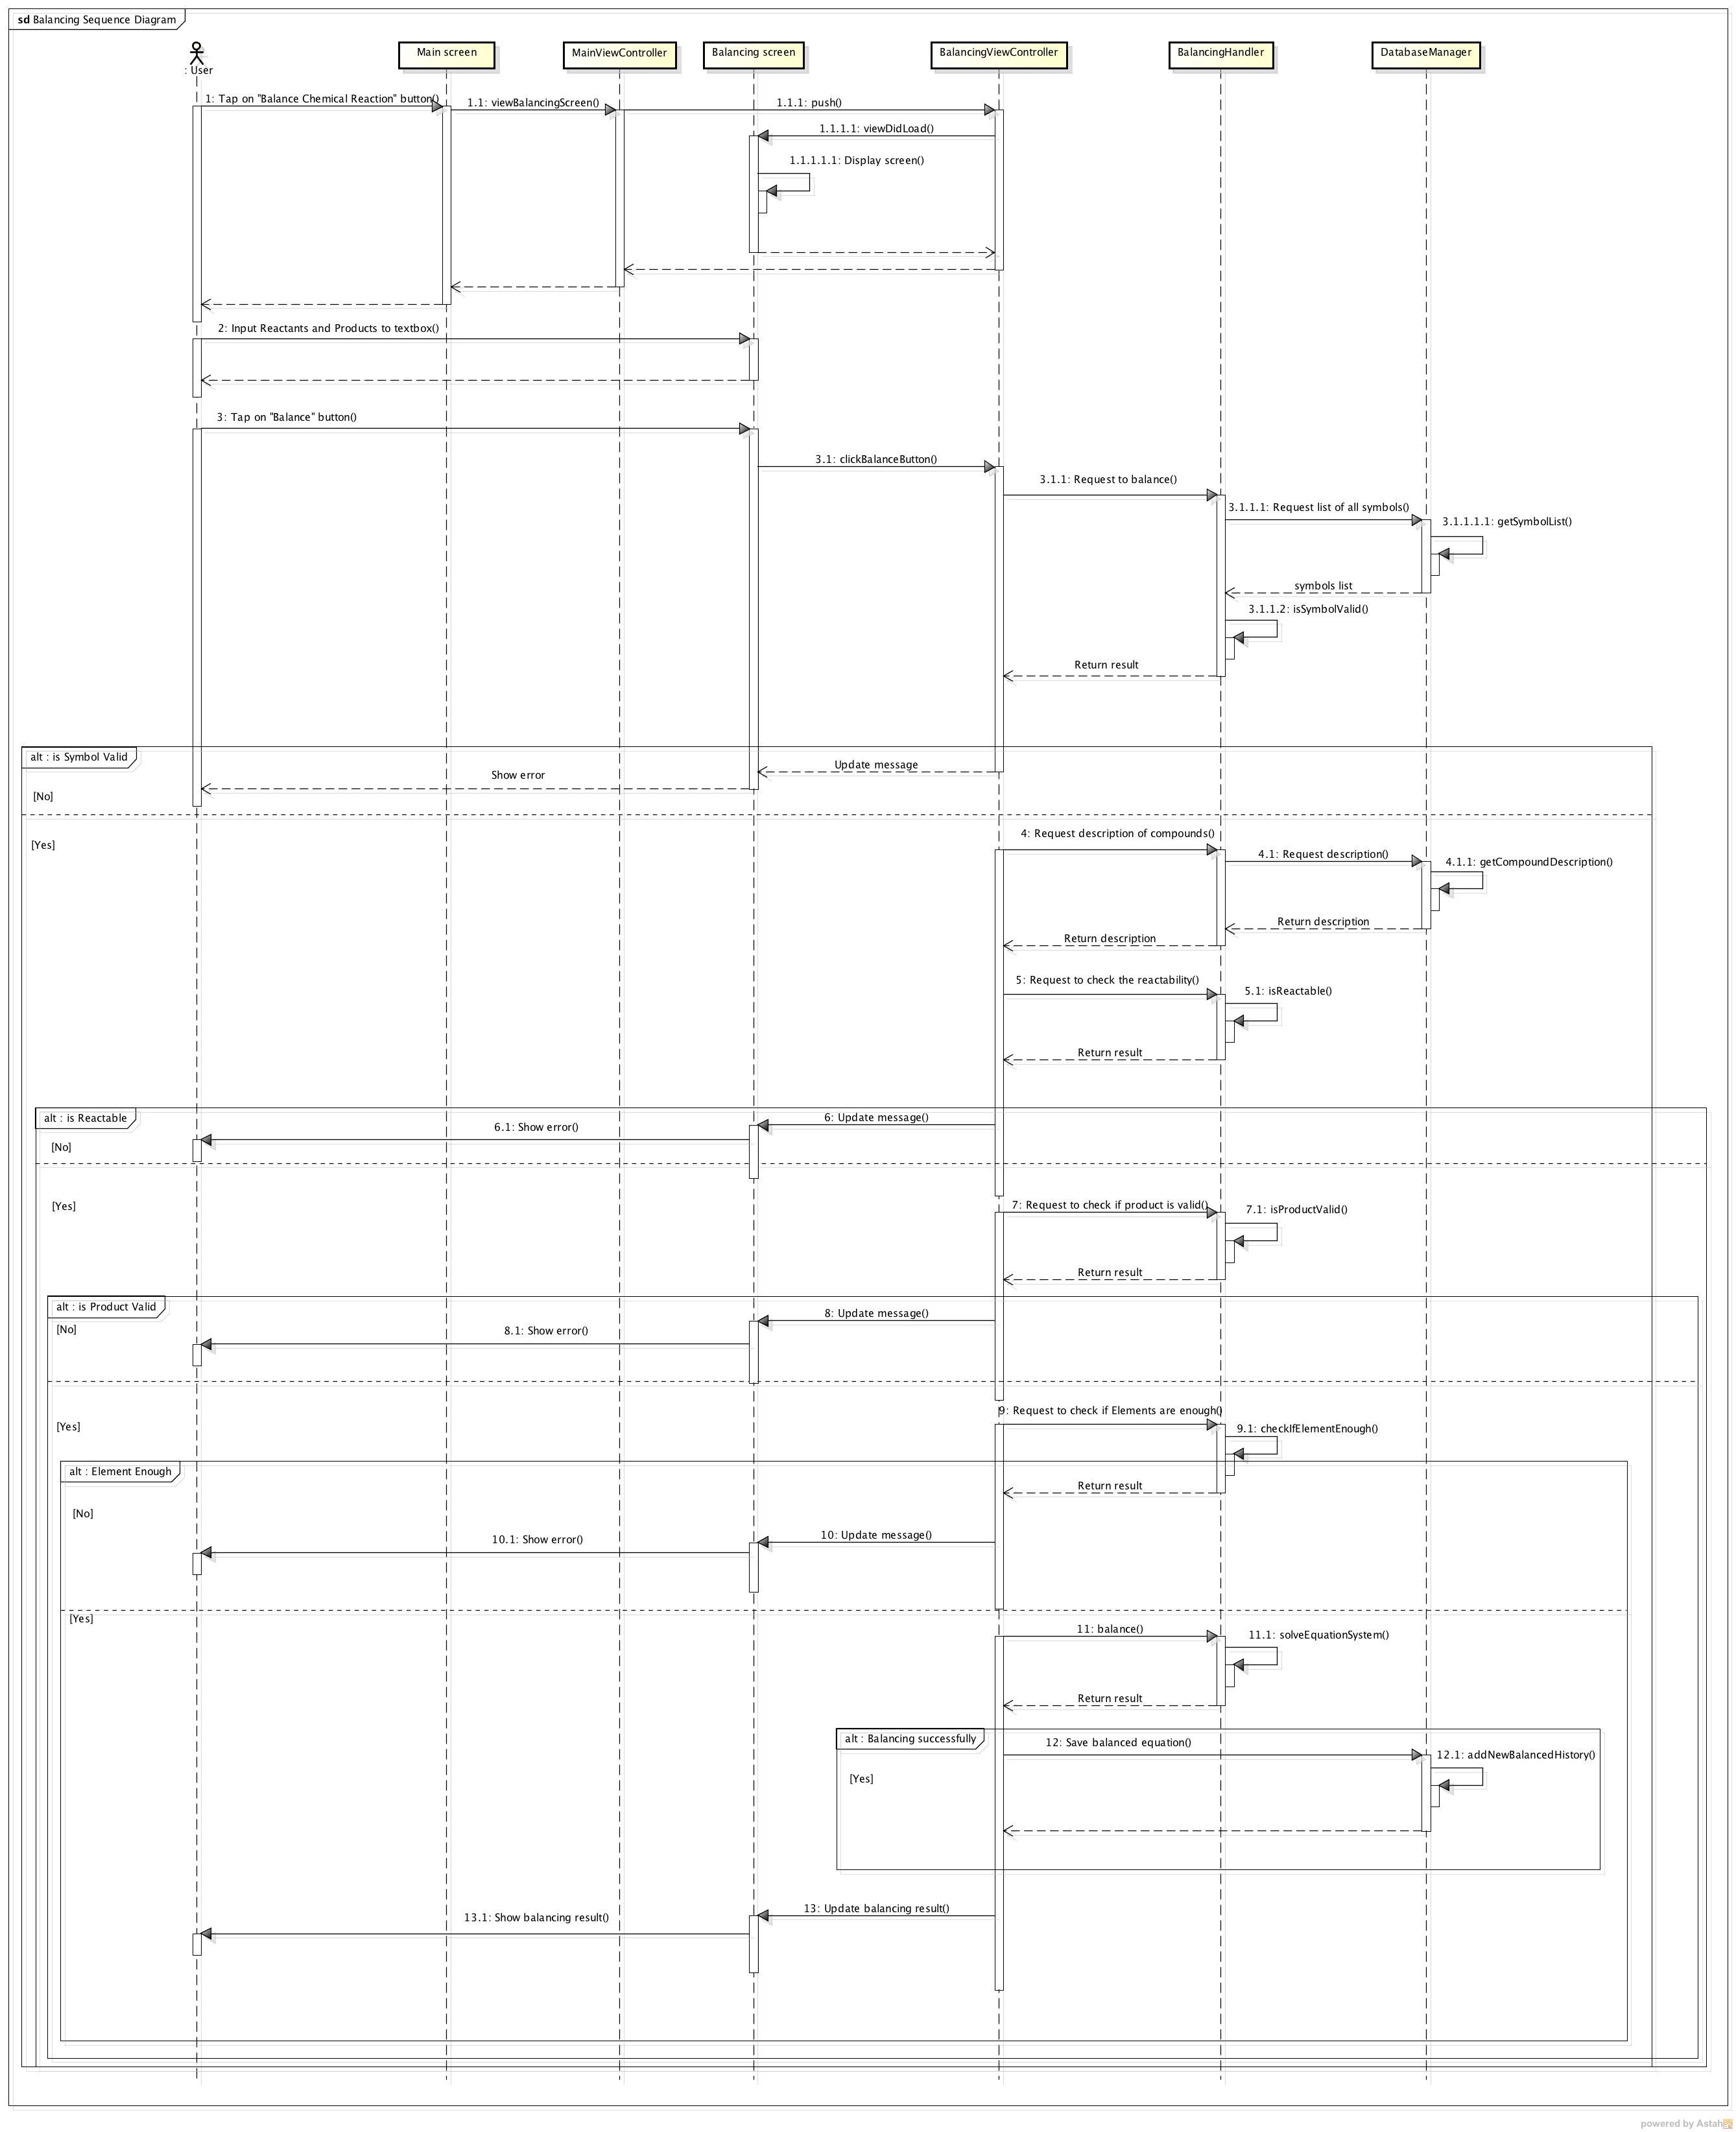 sd Balancing Sequence Diagram
: User
Main screen
MainViewController
Balancing screen
BalancingViewController
BalancingHandler
DatabaseManager
1: Tap on "Balance Chemical Reaction" button()
1.1: viewBalancingScreen()
1.1.1: push()
1.1.1.1: viewDidLoad()
1.1.1.1.1: Display screen()
2: Input Reactants and Products to textbox()
3: Tap on "Balance" button()
3.1: clickBalanceButton()
3.1.1: Request to balance()
3.1.1.1: Request list of all symbols()
3.1.1.1.1: getSymbolList()
symbols list
3.1.1.2: isSymbolValid()
Return result
alt : is Symbol Valid
Update message
Show error
[No]
[Yes]
4: Request description of compounds()
4.1: Request description()
4.1.1: getCompoundDescription()
Return description
Return description
5: Request to check the reactability()
5.1: isReactable()
Return result
alt : is Reactable
6: Update message()
6.1: Show error()
[No]
[Yes]
7: Request to check if product is valid()
7.1: isProductValid()
Return result
alt : is Product Valid
8: Update message()
[No]
8.1: Show error()
9: Request to check if Elements are enough()
[Yes]
9.1: checkIfElementEnough()
alt : Element Enough
Return result
[No]
10: Update message()
10.1: Show error()
[Yes]
11: balance()
11.1: solveEquationSystem()
Return result
alt : Balancing successfully
12: Save balanced equation()
12.1: addNewBalancedHistory()
[Yes]
13: Update balancing result()
13.1: Show balancing result()
powered by Astah